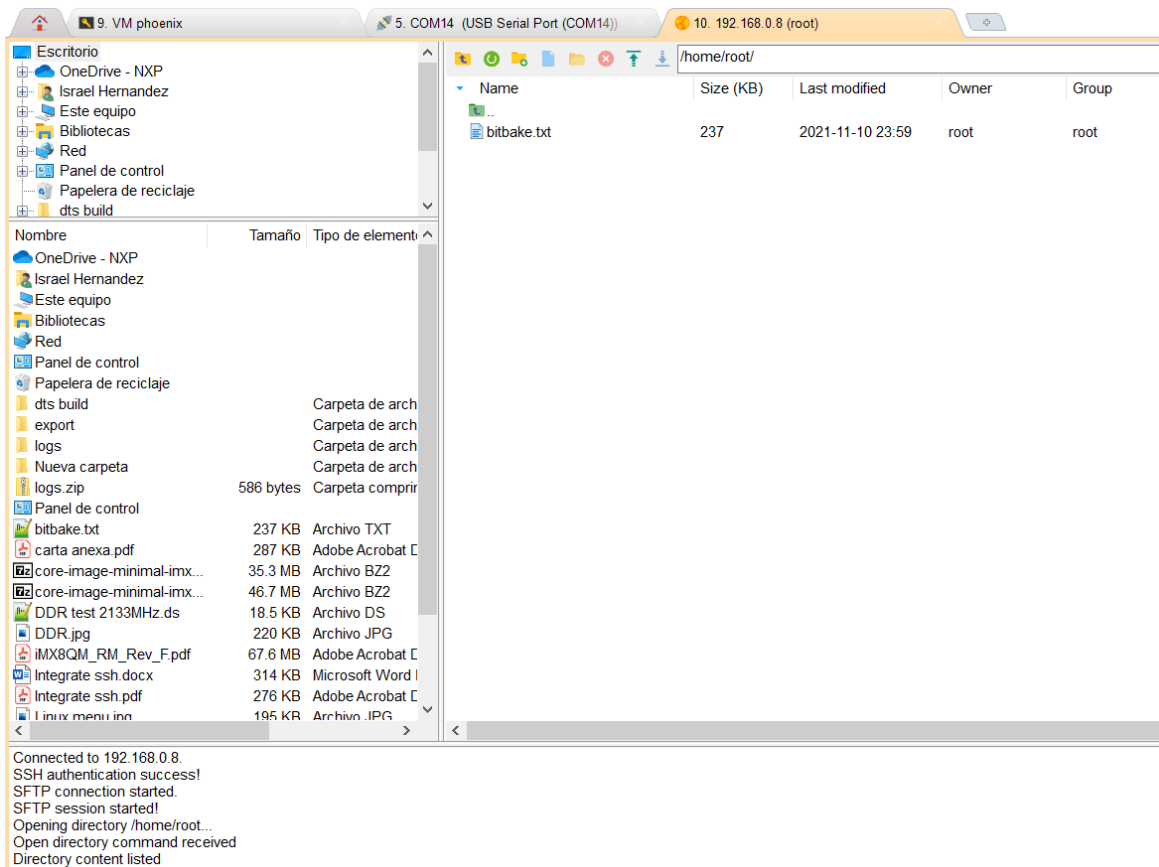 9. VM phoenix
5. COM14 (USB Serial Port (COM14))
10. 192.168.0.8 (root)
Escritorio
OneDrive - NXP
Israel Hernandez
Este equipo
Bibliotecas
Red
Panel de control
Papelera de reciclaje
dts build
Nombre Tamaño Tipo de elemento
OneDrive - NXP
Israel Hernandez
Este equipo
Bibliotecas
Red
Panel de control
Papelera de reciclaje
dts build Carpeta de arch
export Carpeta de arch
logs Carpeta de arch
Nueva carpeta Carpeta de arch
logs.zip 586 bytes Carpeta comprir
Panel de control
bitbake.txt 237 KB Archivo TXT
carta anexa.pdf 287 KB Adobe Acrobat D
core-image-minimal-imx... 35.3 MB Archivo BZ2
core-image-minimal-imx... 46.7 MB Archivo BZ2
DDR test 2133MHz.ds 18.5 KB Archivo DS
DDR.jpg 220 KB Archivo JPG
iMX8QM_RM_Rev_F.pdf 67.6 MB Adobe Acrobat D
Integrate ssh.docx 314 KB Microsoft Word
Integrate ssh.pdf 276 KB Adobe Acrobat D
Linux menu.jpg 195 KB Archivo JPG
/home/root/
Name Size (KB) Last modified Owner Group
..
bitbake.txt 237 2021-11-10 23:59 root root
Connected to 192.168.0.8.
SSH authentication success!
SFTP connection started.
SFTP session started!
Opening directory /home/root...
Open directory command received
Directory content listed